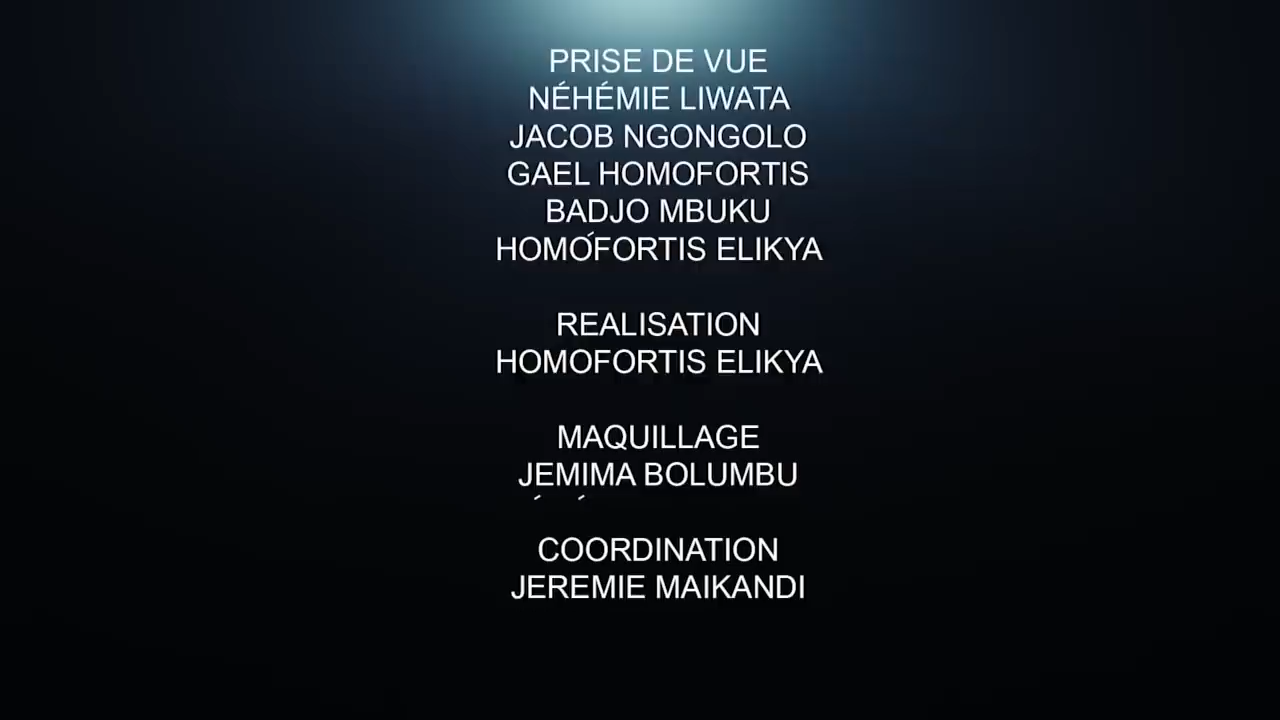 PRISE DE VUE
NÉHÉMIE LIWATA
JACOB NGONGOLO
GAEL HOMOFORTIS
BADJO MBUKU
HOMOFORTIS ELIKYA
REALISATION
HOMOFORTIS ELIKYA
MAQUILLAGE
JEMIMA BOLUMBU
COORDINATION
JEREMIE MAIKANDI